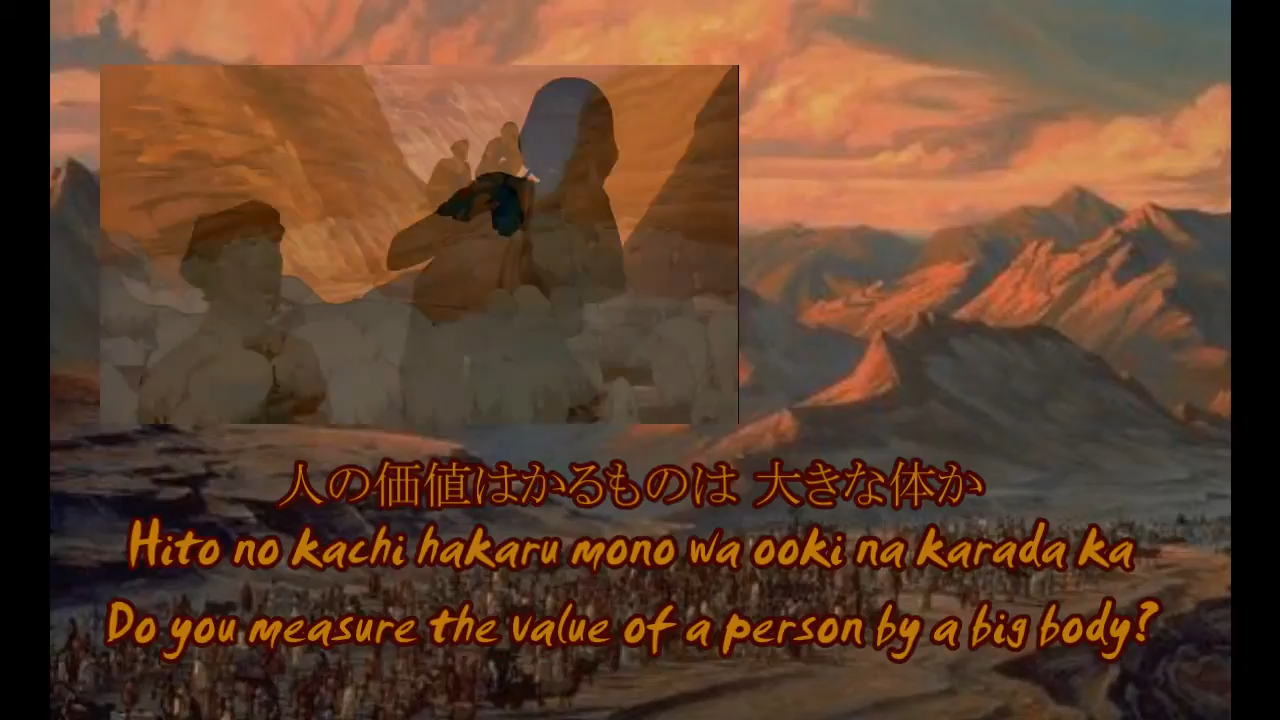 人の価値はかるものは 大きな体か
Hito no kachi hakaru mono wa ooki na karada ka
Do you measure the value of a person by a big body?